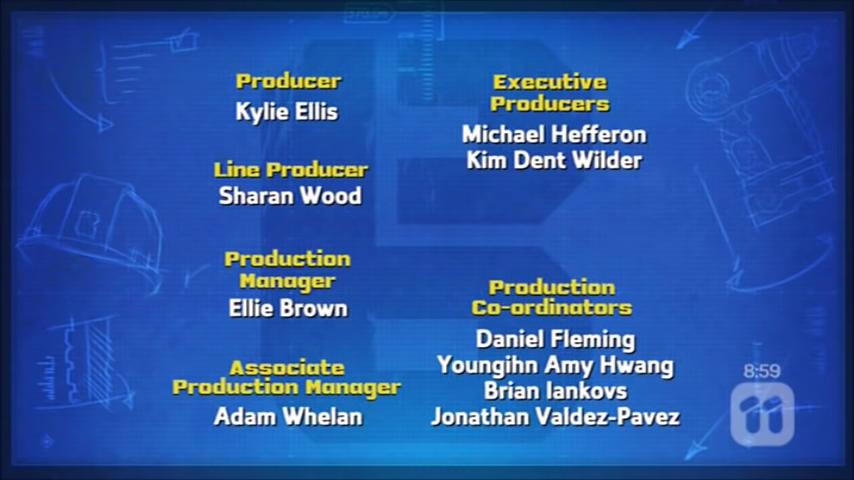 Producer
Kylie Ellis
Line Producer
Sharan Wood
Production
Manager
Ellie Brown
Associate
Production Manager
Adam Whelan
Executive
Producers
Michael Hefferon
Kim Dent Wilder
Production
Co-ordinators
Daniel Fleming
Youngihn Amy Hwang
Brian Iankovs
Jonathan Valdez-Pavez
8:59
11